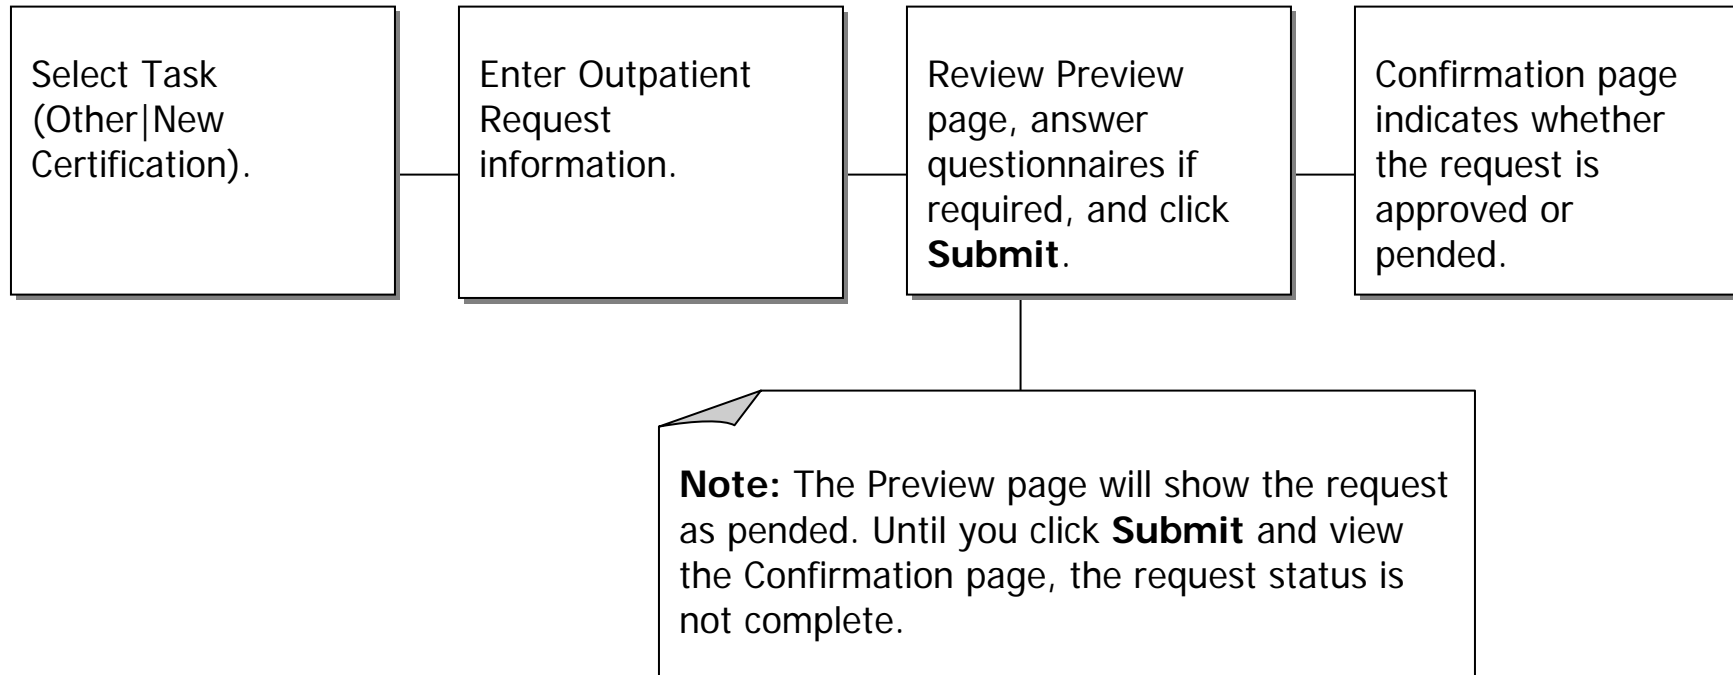 Select Task
(Other|New
Certification).
Enter Outpatient
Request
information.
Review Preview
page, answer
questionnaires if
required, and click
Submit.
Confirmation page
indicates whether
the request is
approved or
pended.
Note: The Preview page will show the request
as pended. Until you click Submit and view
the Confirmation page, the request status is
not complete.